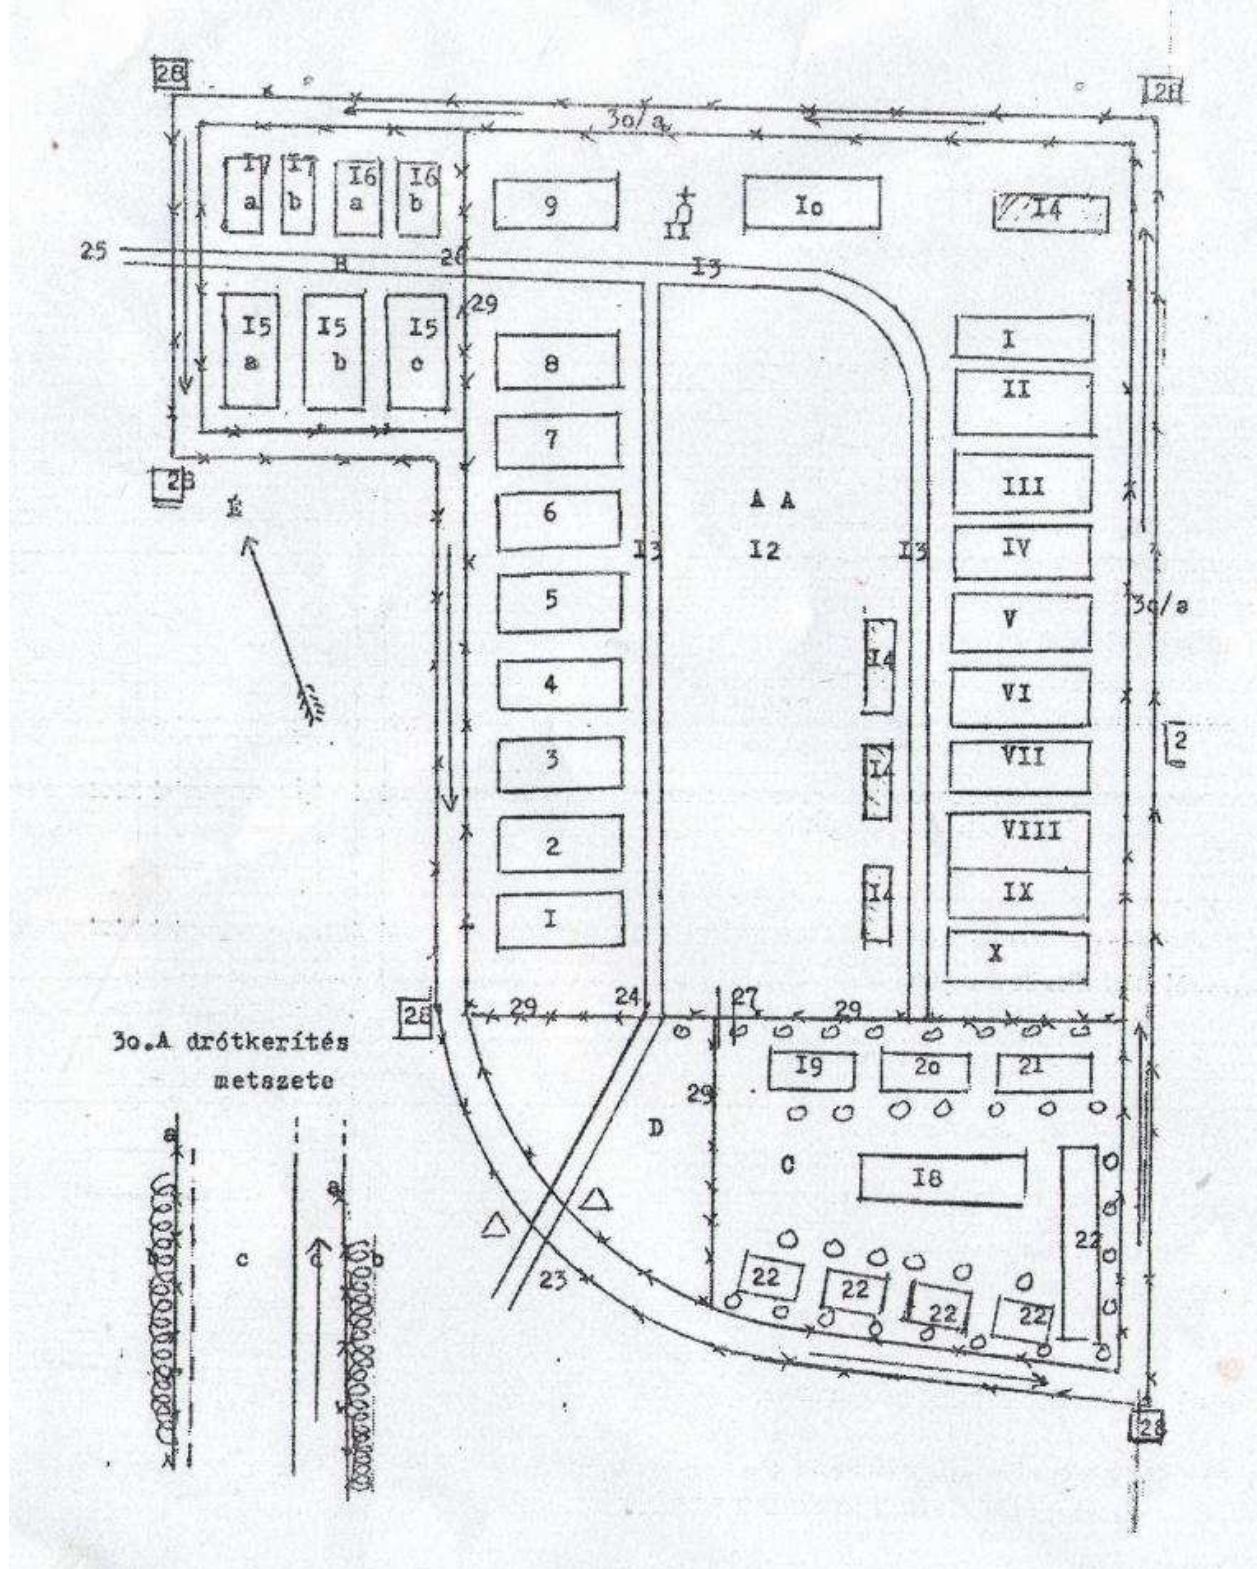 28
28
3o/a
I7 I7 I6 I6
a b a b
9
II
Io
I4
25
H
26
I3
29
I5 I5 I5
a b c
8
7
6
5
4
3
2
I
28
É
I3
A A
I2
I3
I4
I4
I4
I
II
III
IV
V
VI
VII
VIII
IX
X
3o/a
2
28
29
24
27
29
3o.A drótkerítés
metszete
a
a
c
c
b
29
D
C
I9
2o
21
I8
22
22
22
22
22
23
28